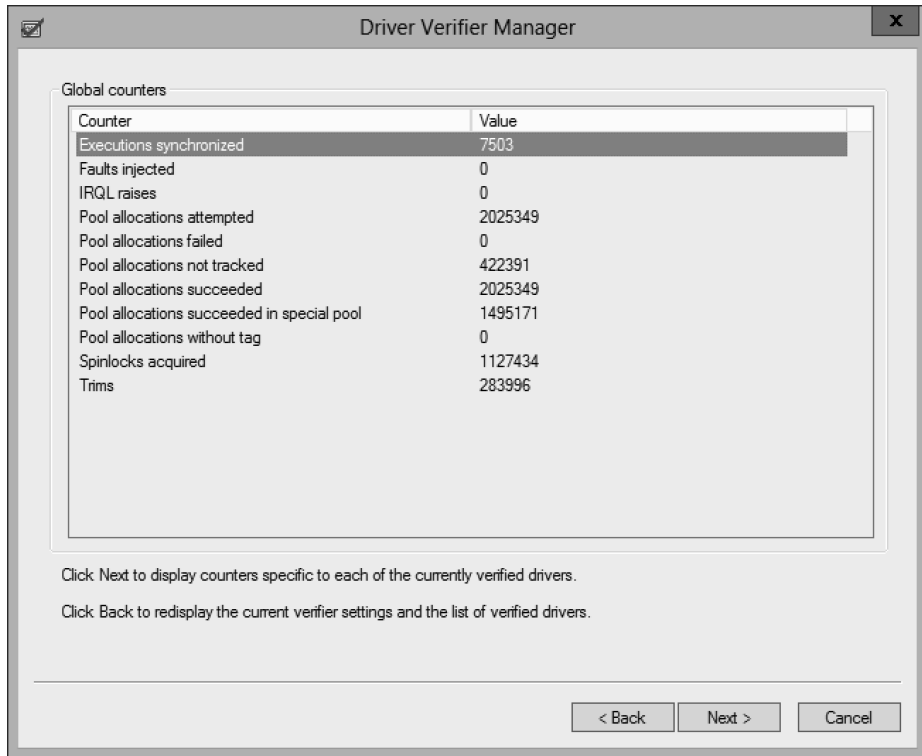 Driver Verifier Manager
x
Global counters
Counter Value
Executions synchronized 7503
Faults injected 0
IRQL raises 0
Pool allocations attempted 2025349
Pool allocations failed 0
Pool allocations not tracked 422391
Pool allocations succeeded 2025349
Pool allocations succeeded in special pool 1495171
Pool allocations without tag 0
Spinlocks acquired 1127434
Trims 283996
Click Next to display counters specific to each of the currently verified drivers.
Click Back to redisplay the current verifier settings and the list of verified drivers.
< Back Next > Cancel